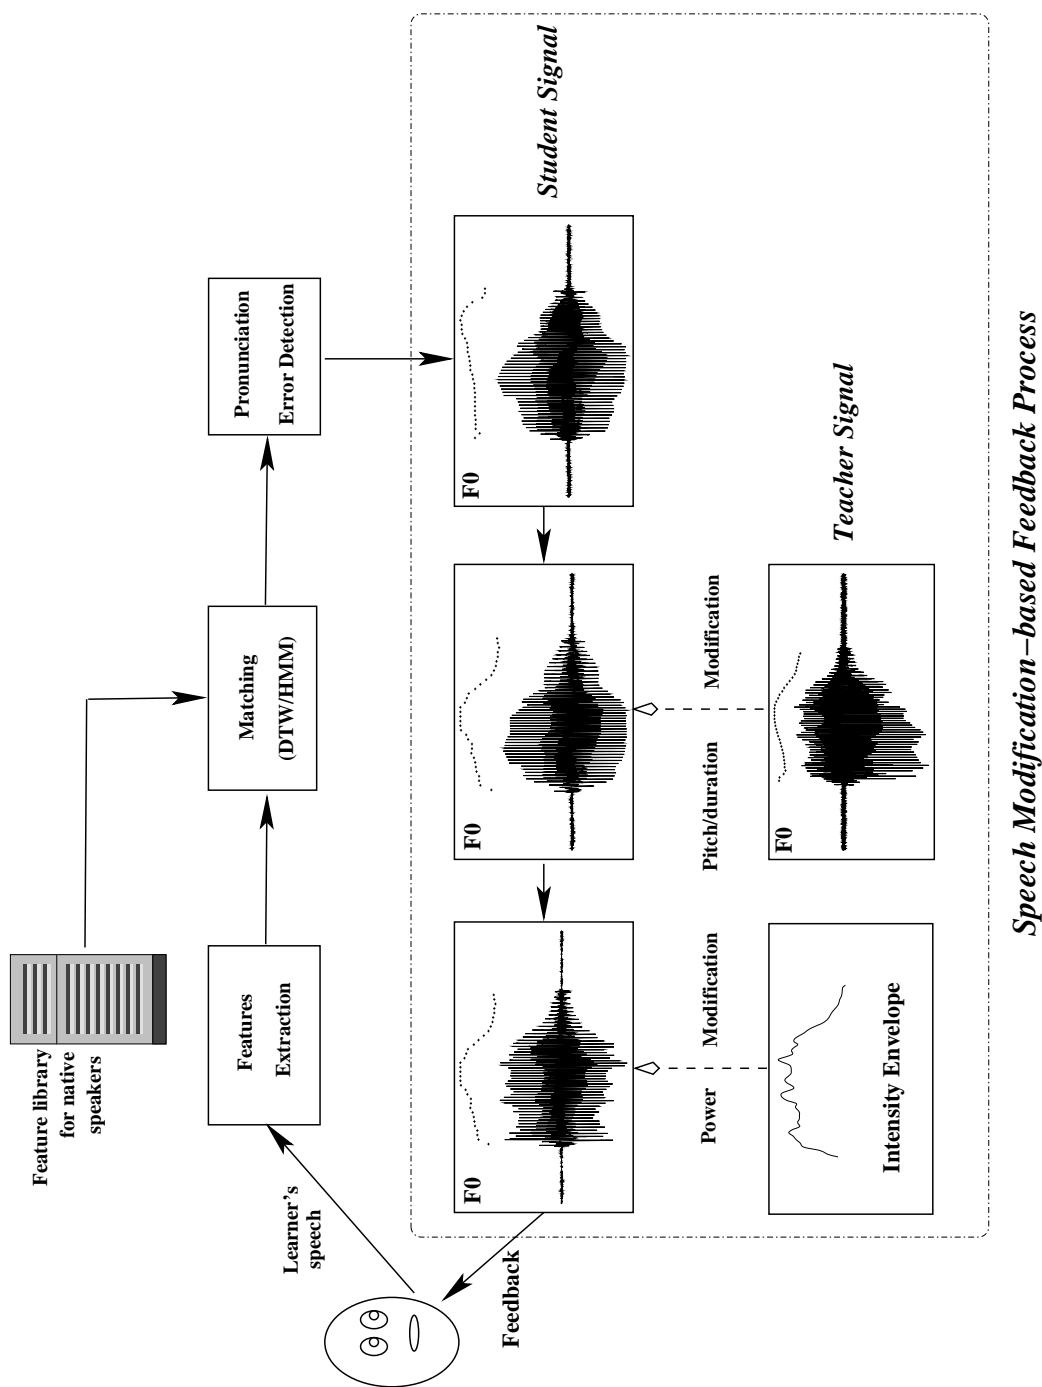 Feature library
for native
speakers
Learner's
speech
Features
Extraction
Matching
(DTW/HMM)
Pronunciation
Error Detection
Feedback
F0
F0
F0
Student Signal
Power
Modification
Pitch/duration
Modification
Intensity Envelope
F0
Teacher Signal
Speech Modification–based Feedback Process